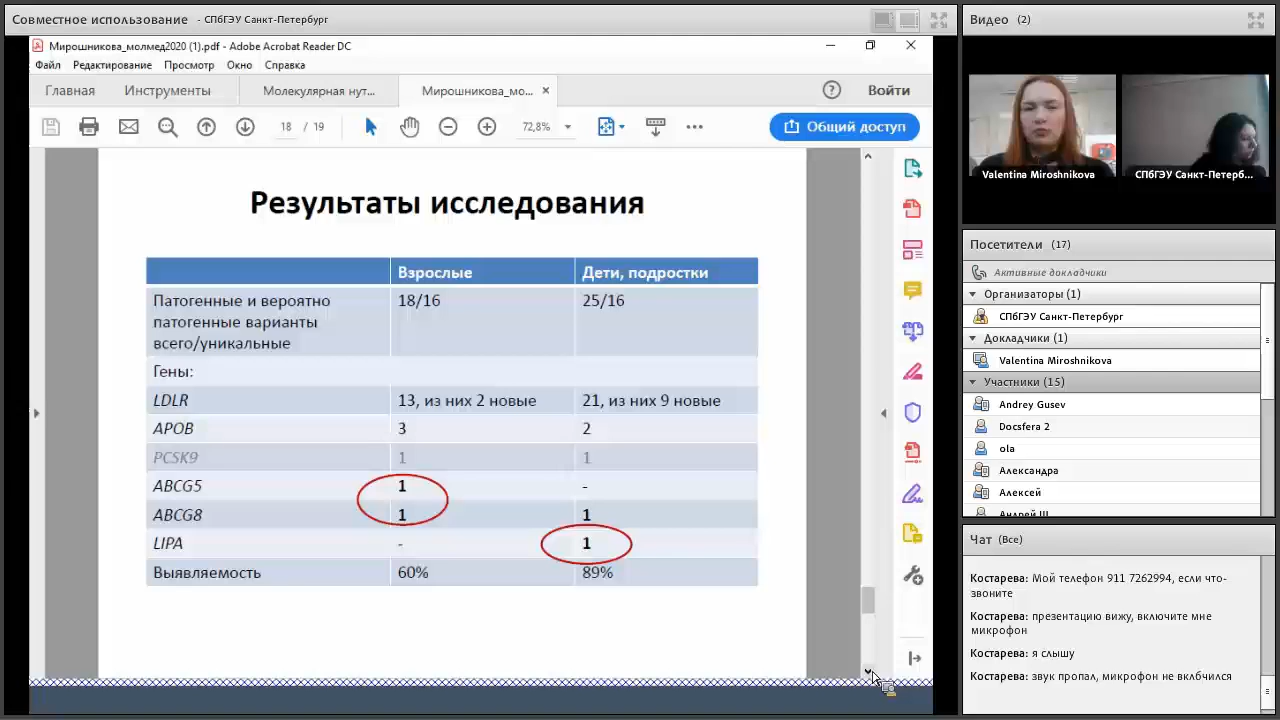 Совместное использование - СПбГЭУ Санкт-Петербург
Мирошникова_молмед2020 (1).pdf - Adobe Acrobat Reader DC
Файл Редактирование Просмотр Окно Справка
Главная Инструменты Молекулярная нут... Мирошникова_мо... × ? Войти
18 / 19 72,8% Общий доступ
Результаты исследования
Взрослые Дети, подростки
Патогенные и вероятно 18/16 25/16
патогенные варианты
всего/уникальные
Гены:
LDLR 13, из них 2 новые 21, из них 9 новые
APOB 3 2
PCSK9 1 1
ABCG5 1 -
ABCG8 1 1
LIPA - 1
Выявляемость 60% 89%
Видео (2)
Valentina Miroshnikova СПбГЭУ Санкт-Петерб...
Посетители (17)
Активные докладчики
Организаторы (1)
СПбГЭУ Санкт-Петербург
Докладчики (1)
Valentina Miroshnikova
Участники (15)
Andrey Gusev
Docsfera 2
ola
Александра
Алексей
Андрей Ш
Чат (Все)
Костарева: Мой телефон 911 7262994, если что-
звоните
Костарева: презентацию вижу, включите мне
микрофон
Костарева: я слышу
Костарева: звук пропал, микрофон не вклбчился